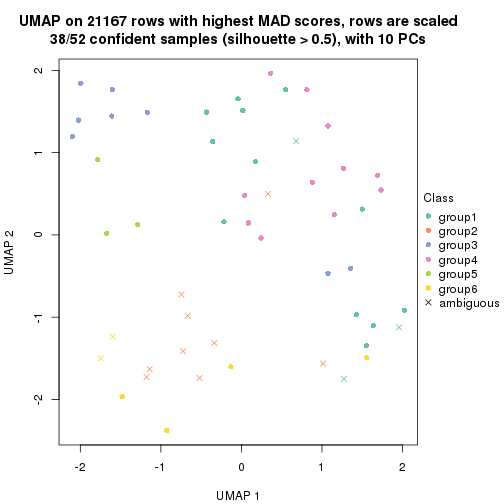 UMAP on 21167 rows with highest MAD scores, rows are scaled
38/52 confident samples (silhouette > 0.5), with 10 PCs
2
1
0
-1
-2
UMAP 2
-2
-1
0
1
2
UMAP 1
Class
group1
group2
group3
group4
group5
group6
ambiguous